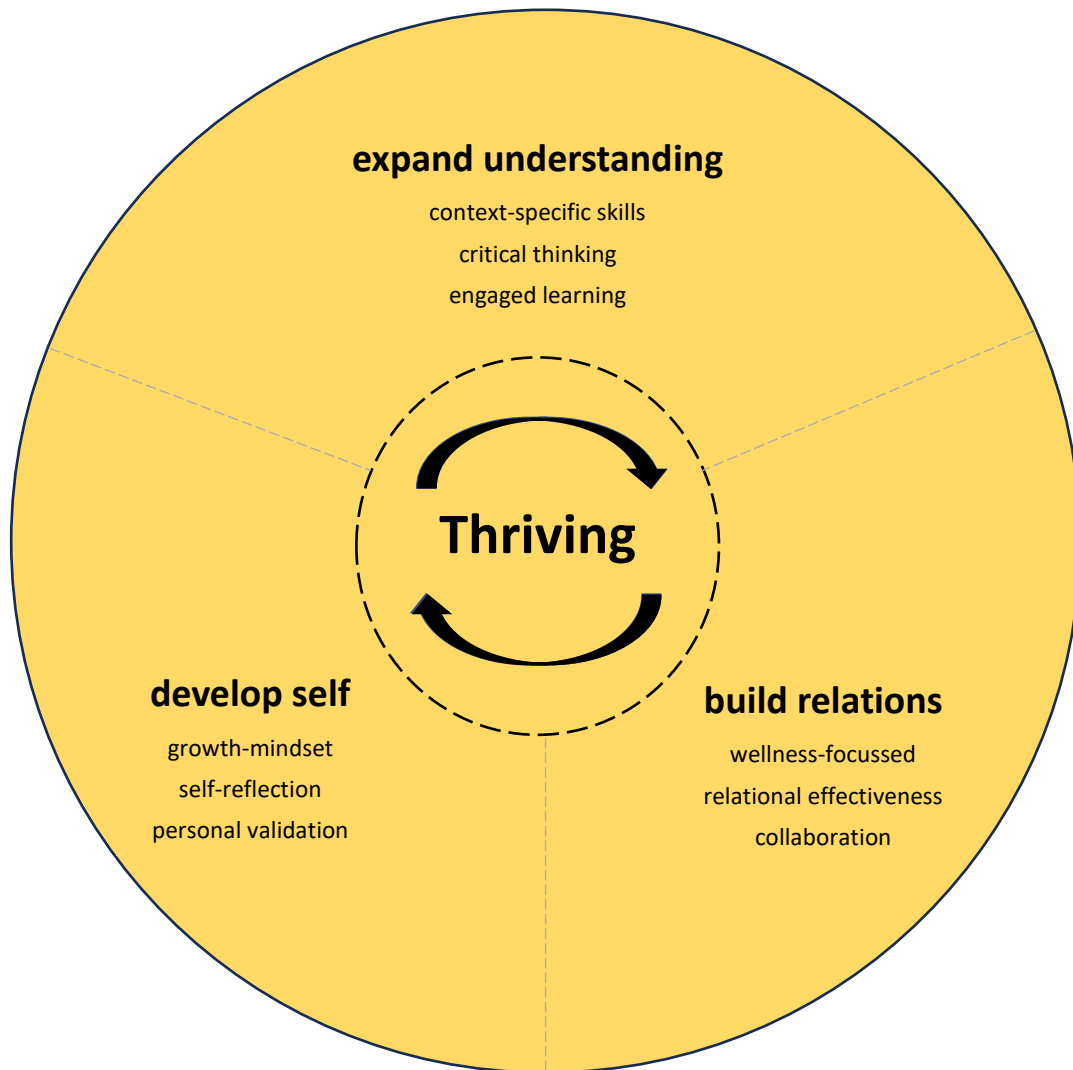 expand understanding
context-specific skills
critical thinking
engaged learning
Thriving
develop self
growth-mindset
self-reflection
personal validation
build relations
wellness-focussed
relational effectiveness
collaboration